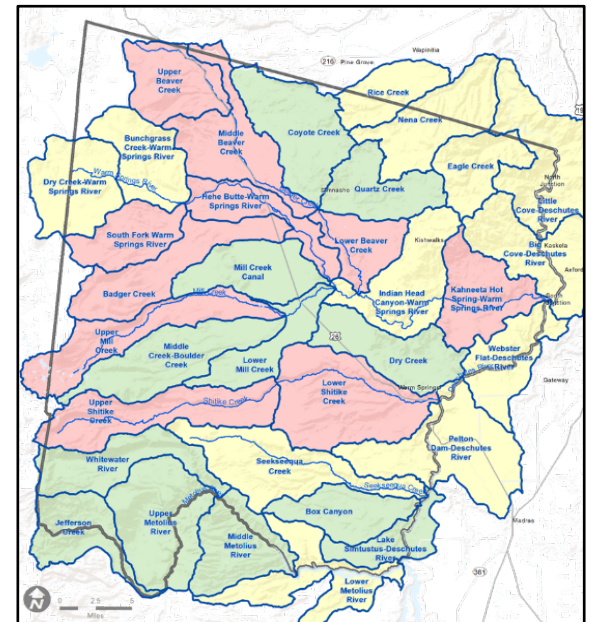 Wapinitia
216
Pine Grove
Upper
Beaver
Creek
Rice Creek
Nena Creek
Coyote Creek
Middle
Beaver
Creek
Bunchgrass
Creek-Warm
Springs River
Eagle Creek
Warm Springs River
Dry Creek-Warm
Springs River
Hehe Butte-Warm
Springs River
Quartz Creek
Simnasho
North
Junction
Little
Cove-Deschutes
River
South Fork Warm
Springs River
Lower Beaver
Creek
Kishwalks
Big
Cove-Deschutes
River
Kaskela
Axford
Mill Creek
Canal
Badger Creek
Mill Creek
Indian Head
Canyon-Warm
Springs River
Kahneeta Hot
Spring-Warm
Springs River
South
Junction
Upper
Mill
Creek
Middle
Creek-Boulder
Creek
Lower
Mill Creek
26
Dry Creek
Webster
Flat-Deschutes
River
Warm Springs
Gateway
Upper
Shitike
Creek
Shitike Creek
Lower
Shitike
Creek
Pelton
Dam-Deschutes
River
Whitewater
River
Seekseequa
Creek
Seekseequa Creek
Jefferson
Creek
Upper
Metolius
River
Middle
Metolius
River
Box Canyon
Lake
Simtustus-Deschutes
River
Madras
Lower
Metolius
River
361
N
0 2.5 5
Miles